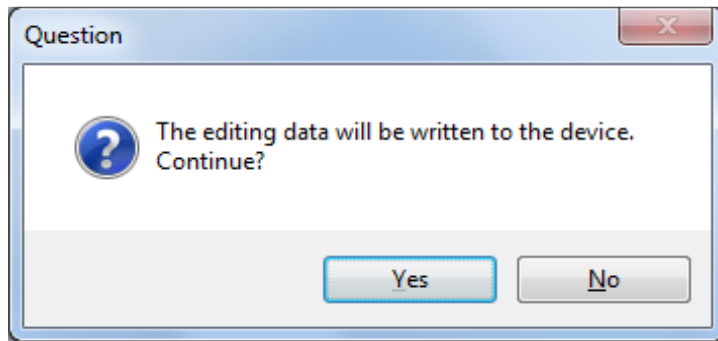 Question
The editing data will be written to the device.
Continue?
Yes
No